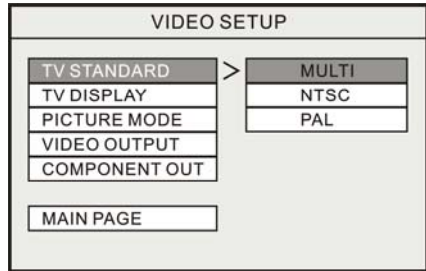 VIDEO SETUP
TV STANDARD > MULTI
TV DISPLAY NTSC
PICTURE MODE PAL
VIDEO OUTPUT
COMPONENT OUT
MAIN PAGE